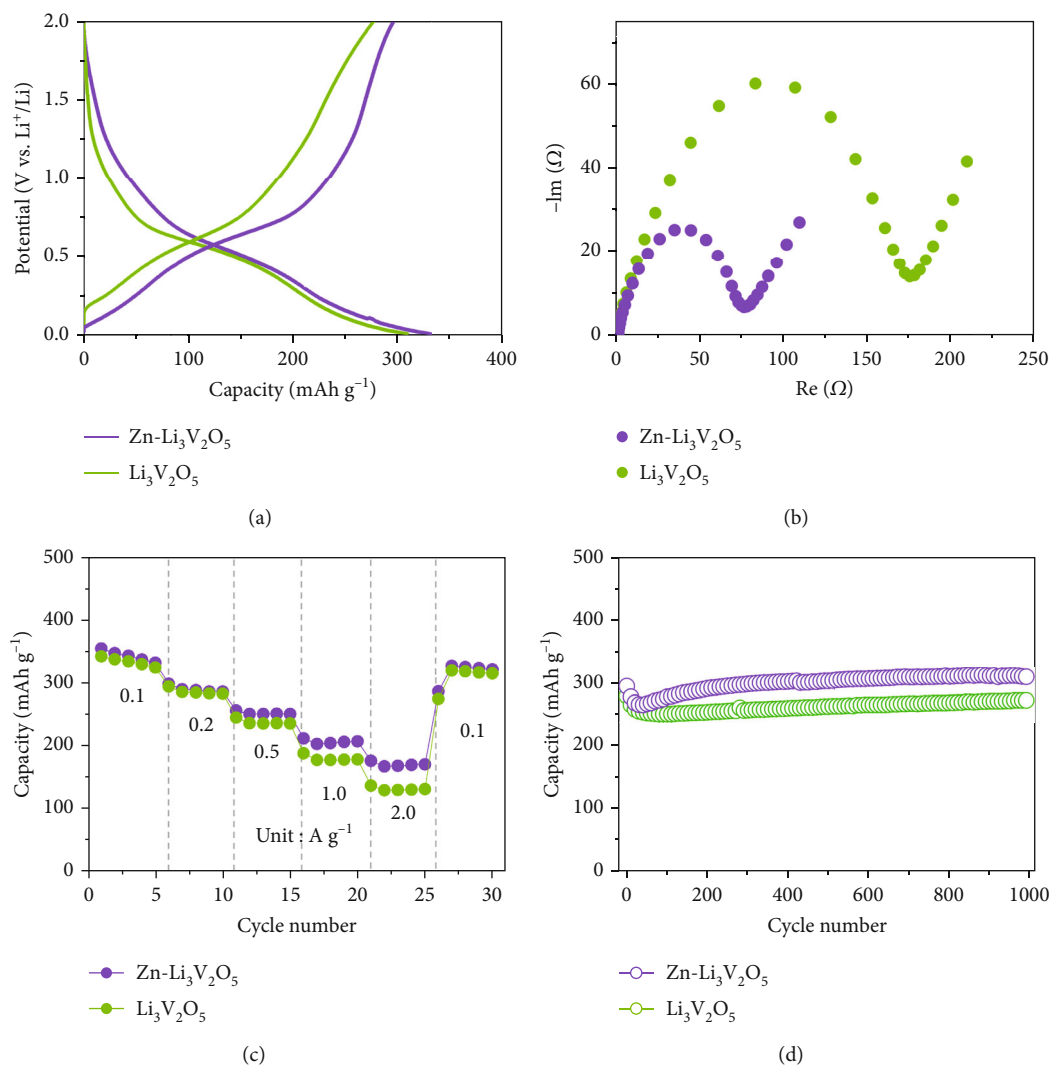 2.0
1.5
1.0
0.5
0.0
0
100
200
300
400
Potential (V vs. Li⁺/Li)
Capacity (mAh g⁻¹)
Zn-Li₃V₂O₅
Li₃V₂O₅
(a)
60
40
20
0
0
50
100
150
200
250
–Im (Ω)
Re (Ω)
Zn-Li₃V₂O₅
Li₃V₂O₅
(b)
500
400
300
200
100
0
0
5
10
15
20
25
30
Capacity (mAh g⁻¹)
0.1
0.2
0.5
1.0
2.0
0.1
Unit : A g⁻¹
Cycle number
Zn-Li₃V₂O₅
Li₃V₂O₅
(c)
500
400
300
200
100
0
0
200
400
600
800
1000
Capacity (mAh g⁻¹)
Cycle number
Zn-Li₃V₂O₅
Li₃V₂O₅
(d)